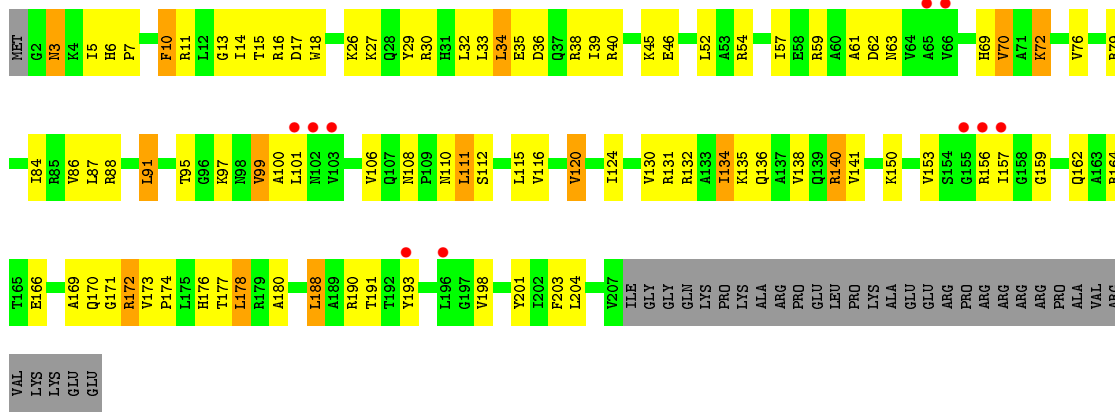 MET G2 N3 K4 I5 H6 P7 F10 R11 L12 G13 I14 T15 R16 D17 W18 K26 K27 Q28 Y29 R30 H31 L32 L33 L34 E35 D36 Q37 R38 I39 R40 K45 E46 L52 A53 R54 I57 E58 R59 A60 A61 D62 N63 V64 A65 V66 H69 V70 A71 K72 V76
I84 R85 V86 L87 R88 L91 T95 G96 K97 N98 V99 A100 L101 N102 V103 V106 Q107 N108 P109 N110 L111 S112 L115 V116 V120 I124 V130 R131 R132 A133 I134 K135 Q136 A137 V138 Q139 R140 V141 K150 V153 S154 G155 R156 I157 G158 G159 Q162 A163
T165 E166 A169 Q170 G171 R172 V173 P174 L175 H176 T177 L178 R179 A180 L188 A189 R190 T191 T192 Y193 L196 G197 V198 Y201 I202 F203 L204 V207 ILE GLY GLY GLN LYS PRO LYS ALA ARG PRO GLU LEU PRO LYS ALA GLU GLU ARG PRO ARG ARG ARG ARG PRO ALA VAL
VAL LYS LYS GLU GLU